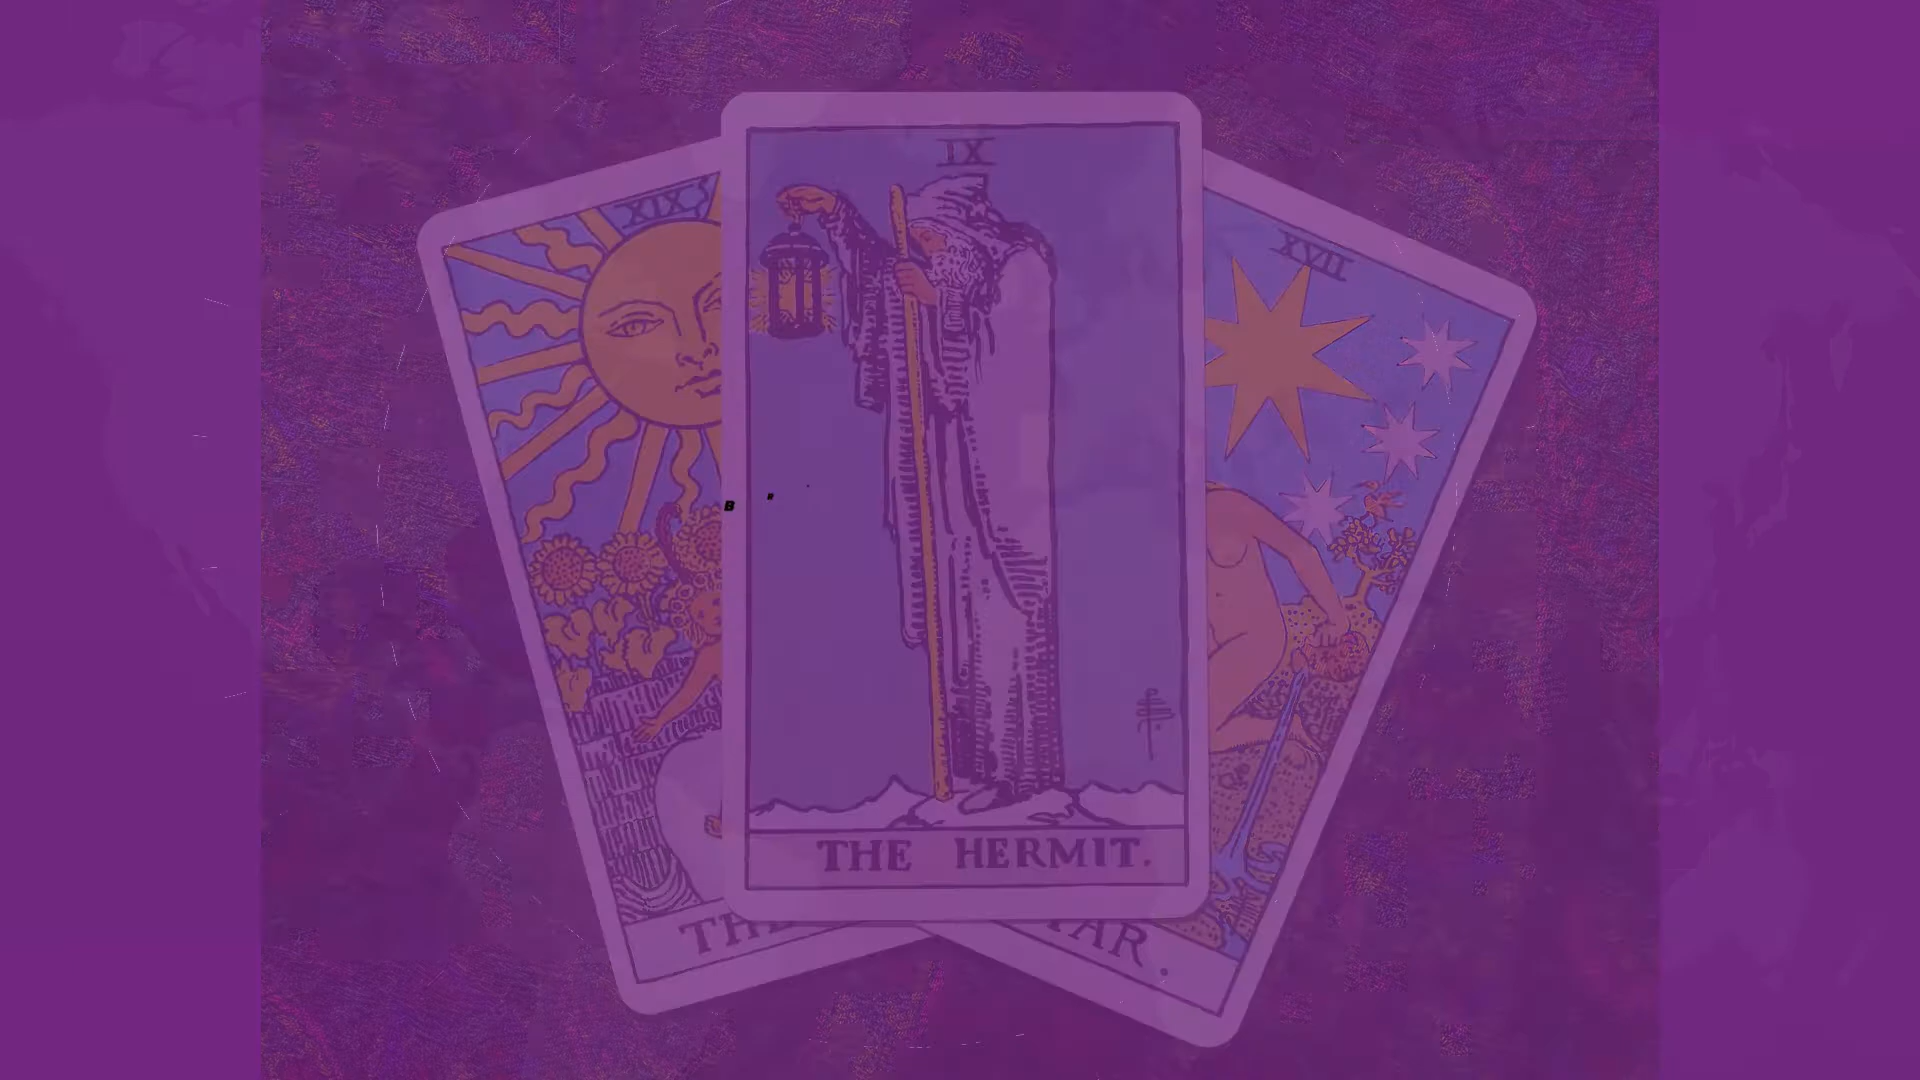 IX
XIX
XVII
B
THE HERMIT.
THE
TAR.